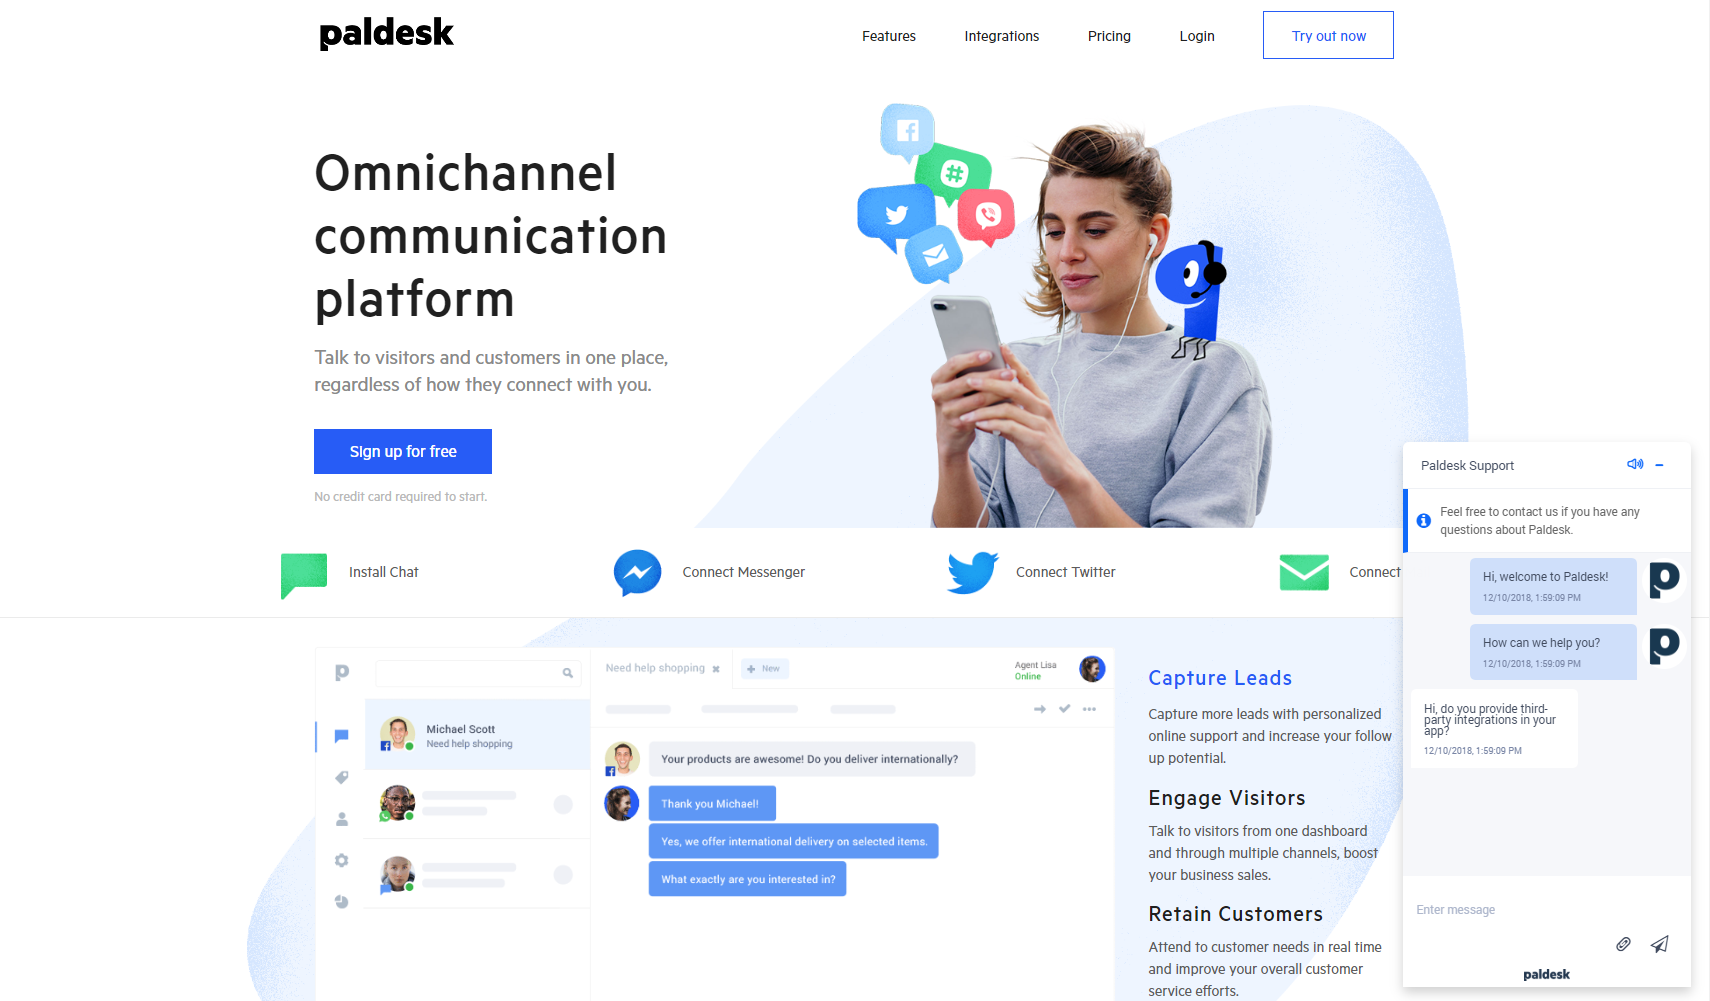 paldesk
Features
Integrations
Pricing
Login
Try out now
Omnichannel
communication
platform
Talk to visitors and customers in one place,
regardless of how they connect with you.
Sign up for free
No credit card required to start.
Install Chat
Connect Messenger
Connect Twitter
Connect
Need help shopping
New
Agent Lisa
Online
Michael Scott
Need help shopping
Your products are awesome! Do you deliver internationally?
Thank you Michael!
Yes, we offer international delivery on selected items.
What exactly are you interested in?
Capture Leads
Capture more leads with personalized
online support and increase your follow
up potential.
Engage Visitors
Talk to visitors from one dashboard
and through multiple channels, boost
your business sales.
Retain Customers
Attend to customer needs in real time
and improve your overall customer
service efforts.
Paldesk Support
Feel free to contact us if you have any
questions about Paldesk.
Hi, welcome to Paldesk!
12/10/2018, 1:59:09 PM
How can we help you?
12/10/2018, 1:59:09 PM
Hi, do you provide third-
party integrations in your
app?
12/10/2018, 1:59:09 PM
Enter message
paldesk